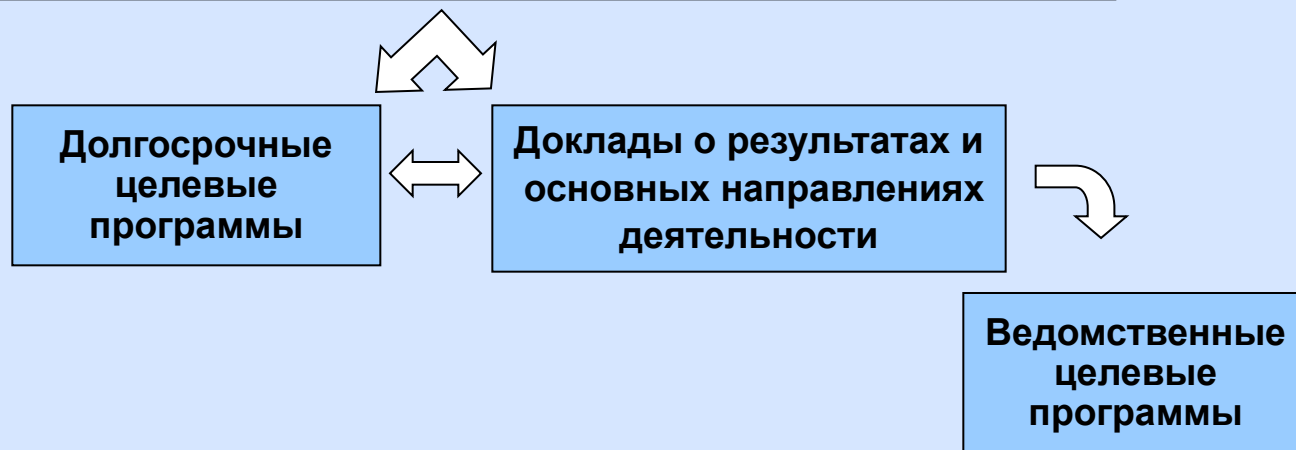 Долгосрочные
целевые
программы
Доклады о результатах и
основных направлениях
деятельности
Ведомственные
целевые
программы